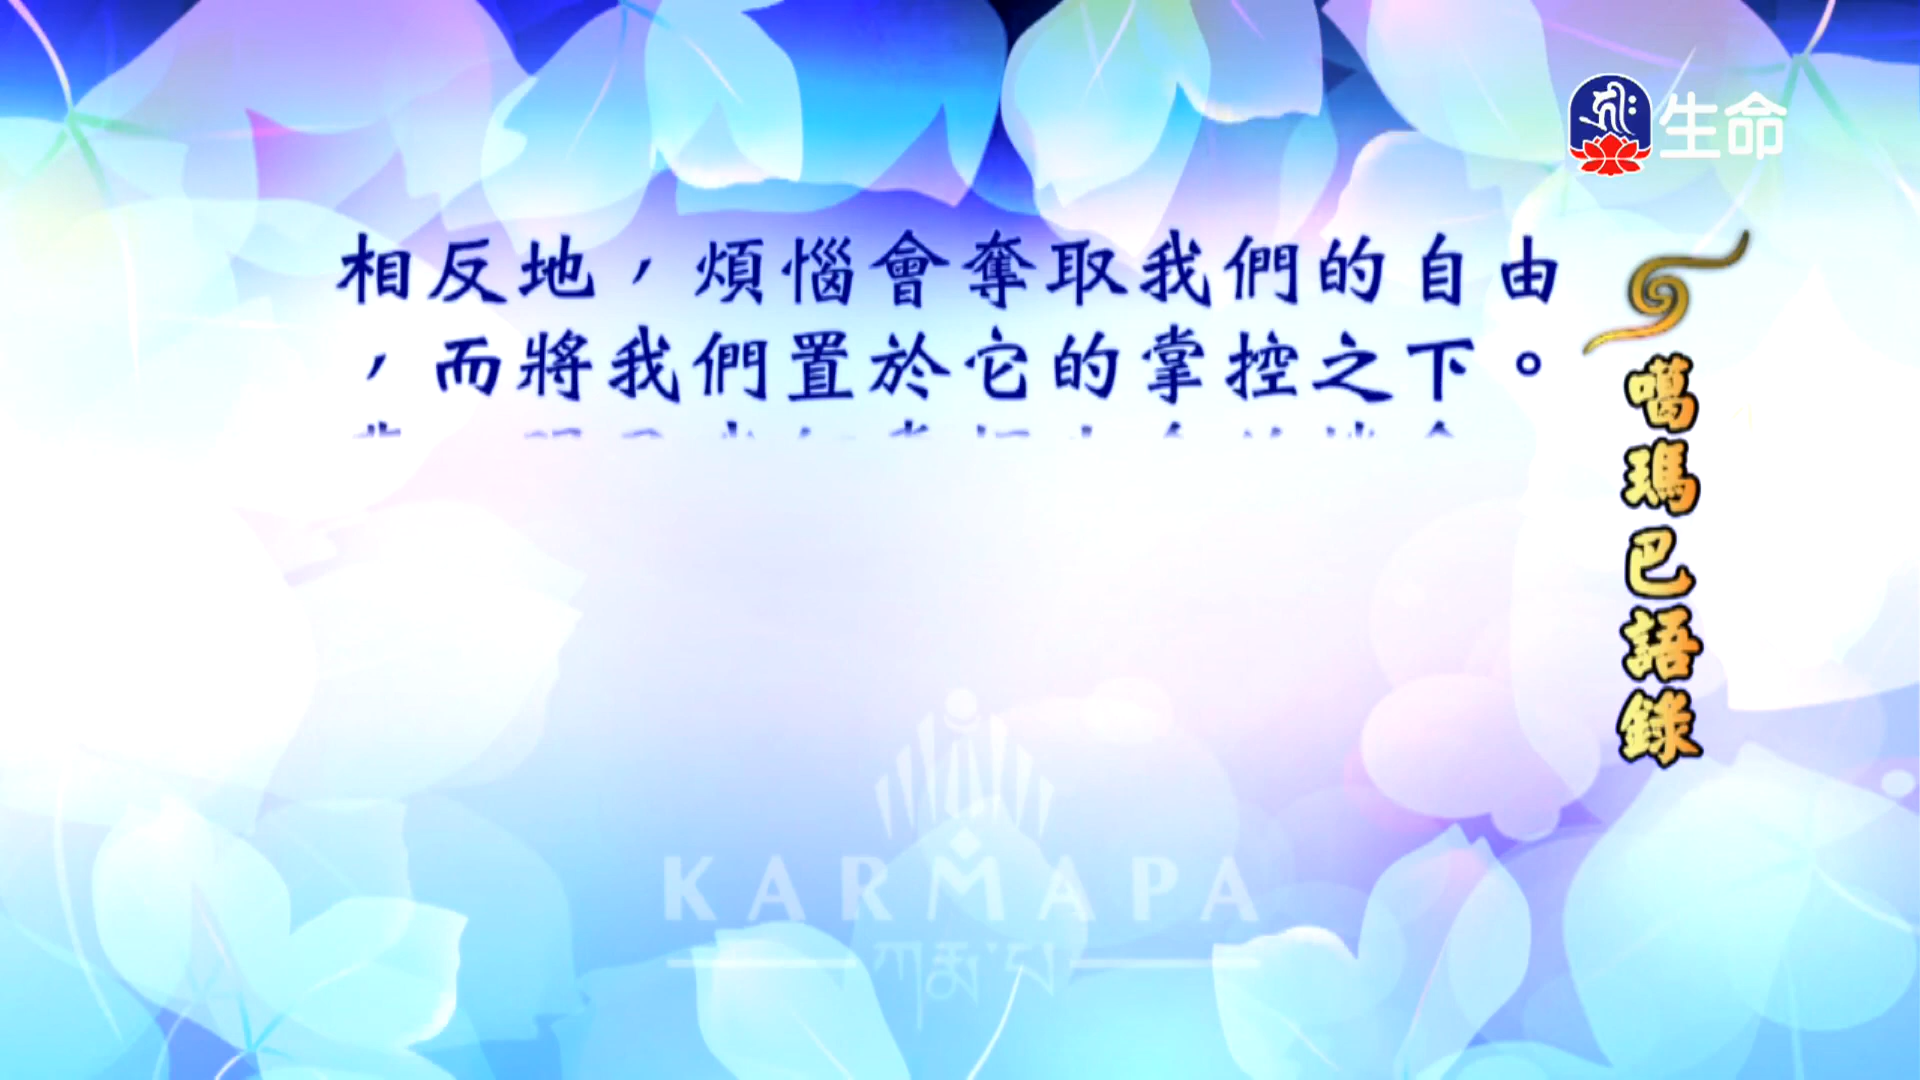 生命
相反地，煩惱會奪取我們的自由
，而將我們置於它的掌控之下。
噶瑪巴語錄
KARMAPA
ཀརྨ་པ